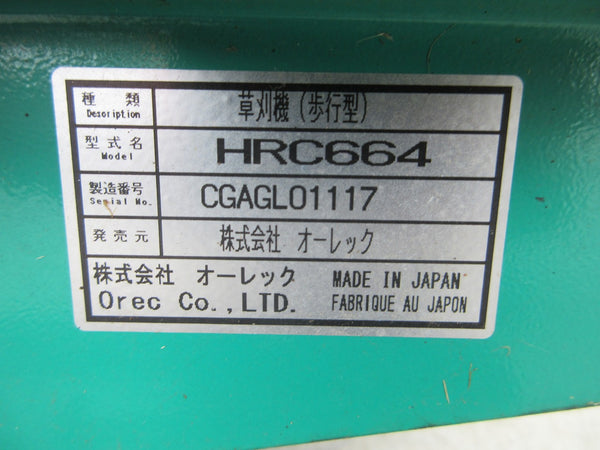 種類 草刈機(歩行型)
Description
型式名 HRC664
Model
製造番号 CGAGL01117
Serial No.
発売元 株式会社 オーレック
株式会社 オーレック MADE IN JAPAN
Orec Co.,LTD. FABRIQUE AU JAPON